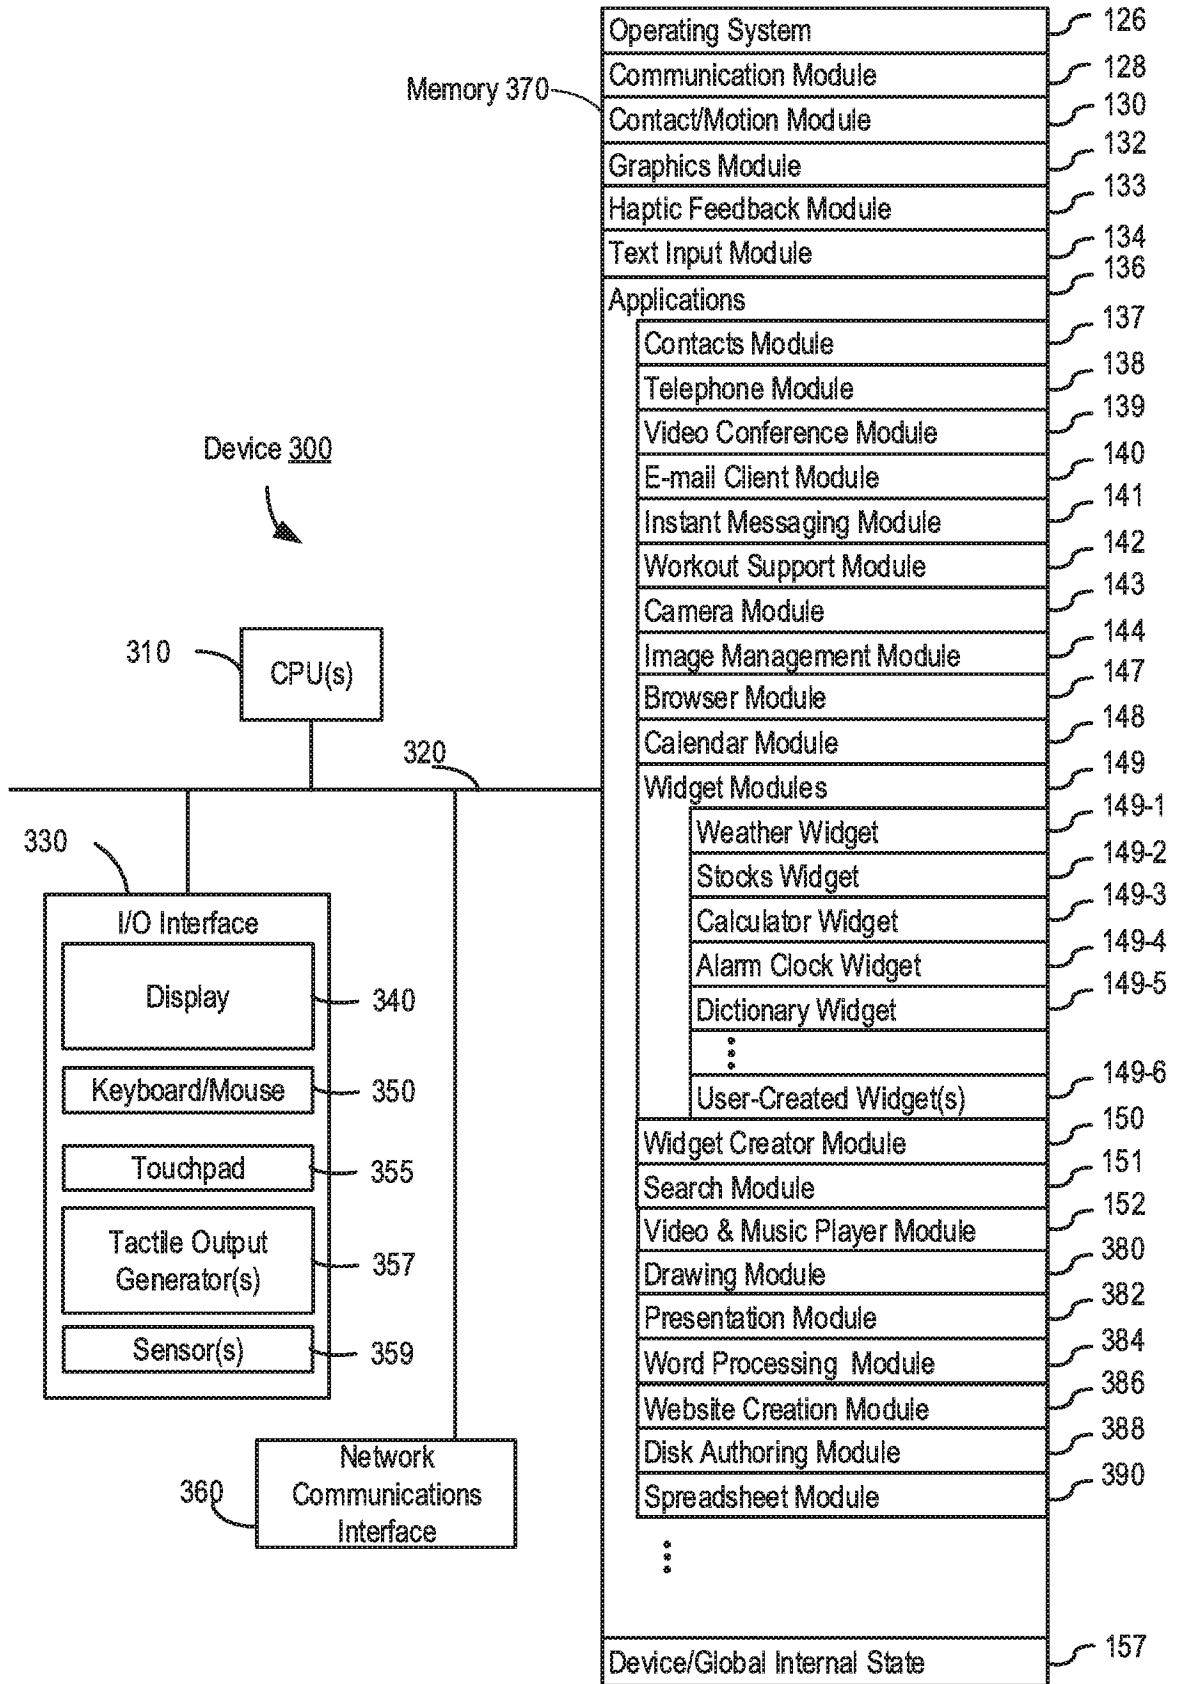 Memory 370
Operating System 126
Communication Module 128
Contact/Motion Module 130
Graphics Module 132
Haptic Feedback Module 133
Text Input Module 134
Applications 136
Contacts Module 137
Telephone Module 138
Video Conference Module 139
E-mail Client Module 140
Instant Messaging Module 141
Workout Support Module 142
Camera Module 143
Image Management Module 144
Browser Module 147
Calendar Module 148
Widget Modules 149
Weather Widget 149-1
Stocks Widget 149-2
Calculator Widget 149-3
Alarm Clock Widget 149-4
Dictionary Widget 149-5
User-Created Widget(s) 149-6
Widget Creator Module 150
Search Module 151
Video & Music Player Module 152
Drawing Module 380
Presentation Module 382
Word Processing Module 384
Website Creation Module 386
Disk Authoring Module 388
Spreadsheet Module 390
Device/Global Internal State 157
Device 300
310
CPU(s)
320
330
I/O Interface
Display 340
Keyboard/Mouse 350
Touchpad 355
Tactile Output
Generator(s) 357
Sensor(s) 359
360
Network
Communications
Interface